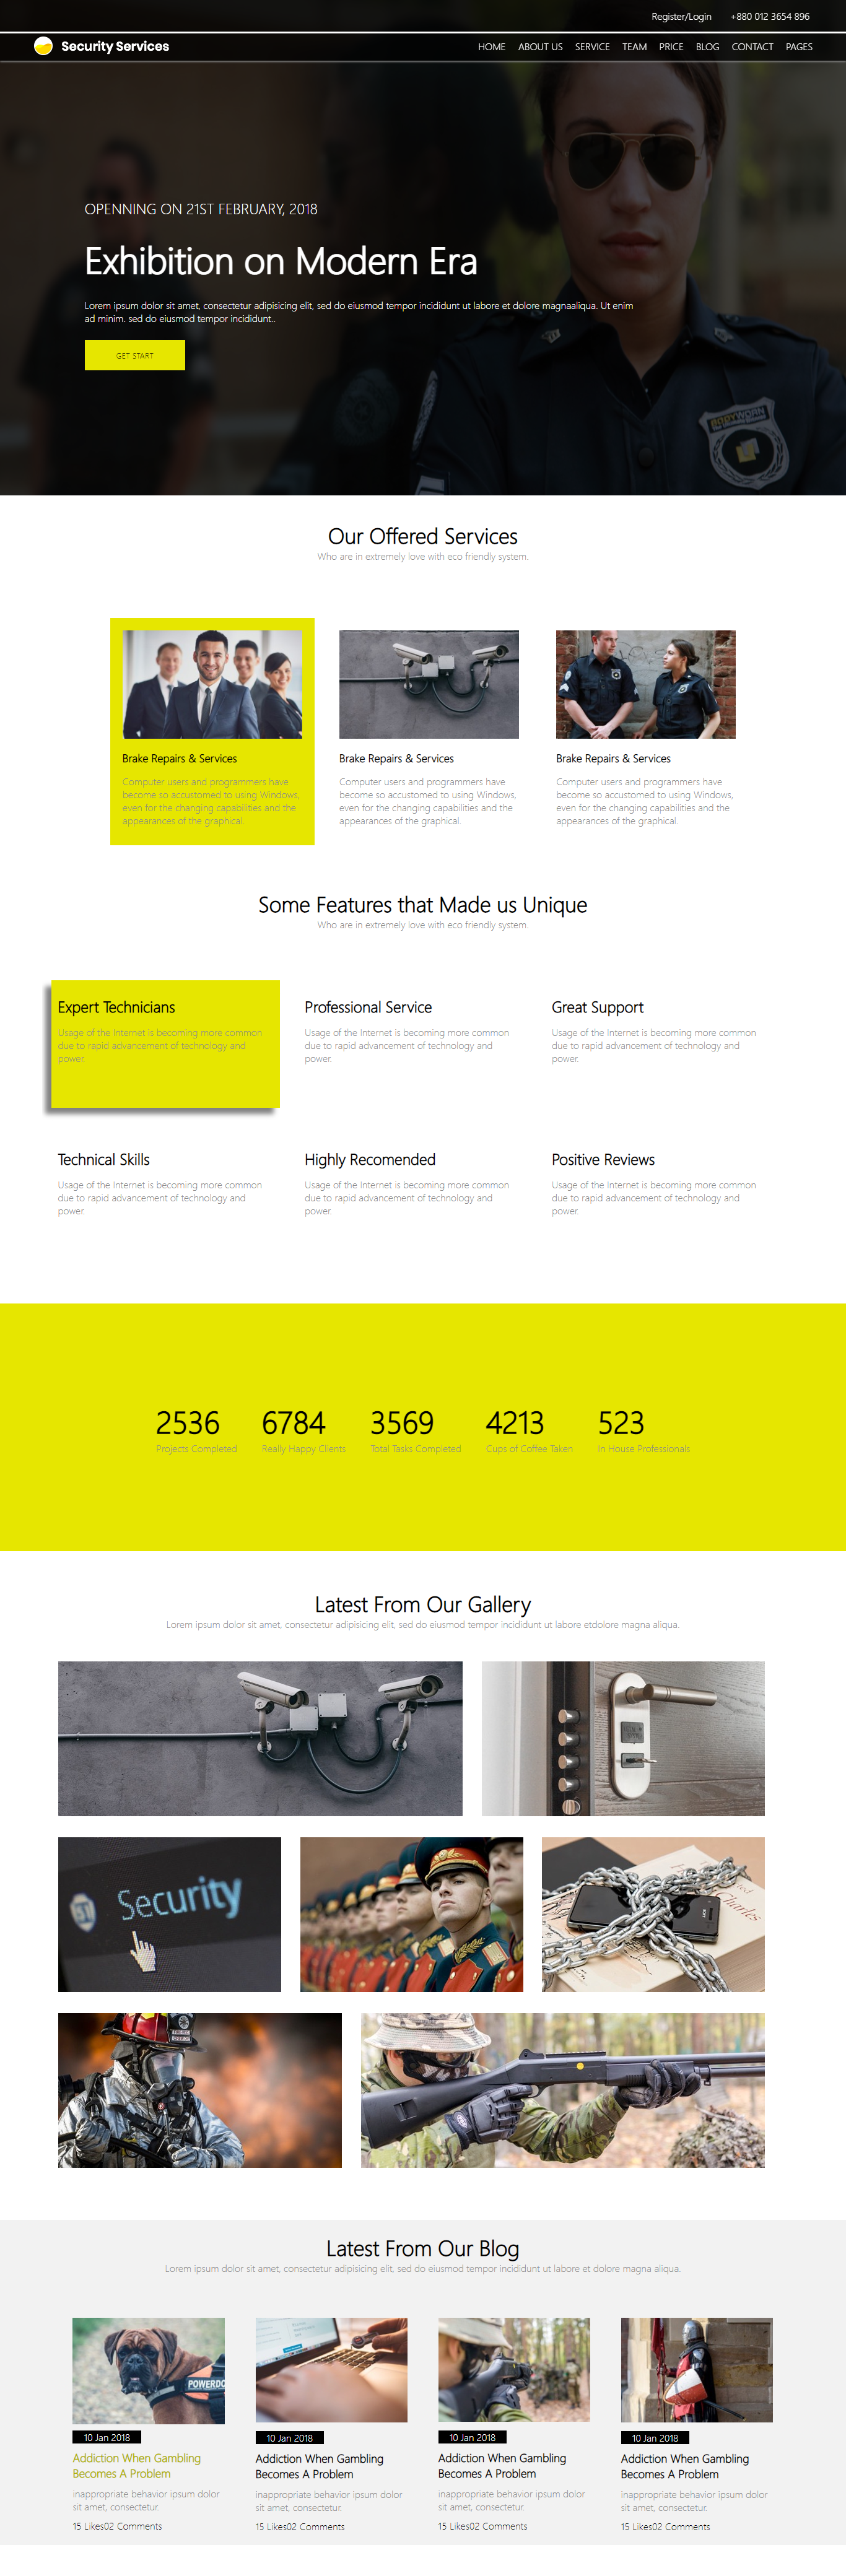 Register/Login +880 012 3654 896
Security Services HOME ABOUT US SERVICE TEAM PRICE BLOG CONTACT PAGES
OPENNING ON 21ST FEBRUARY, 2018
Exhibition on Modern Era
Lorem ipsum dolor sit amet, consectetur adipisicing elit, sed do eiusmod tempor incididunt ut labore et dolore magnaaliqua. Ut enim
ad minim. sed do eiusmod tempor incididunt..
GET START
Our Offered Services
Who are in extremely love with eco friendly system.
Brake Repairs & Services
Computer users and programmers have
become so accustomed to using Windows,
even for the changing capabilities and the
appearances of the graphical.
Brake Repairs & Services
Computer users and programmers have
become so accustomed to using Windows,
even for the changing capabilities and the
appearances of the graphical.
Brake Repairs & Services
Computer users and programmers have
become so accustomed to using Windows,
even for the changing capabilities and the
appearances of the graphical.
Some Features that Made us Unique
Who are in extremely love with eco friendly system.
Expert Technicians
Usage of the Internet is becoming more common
due to rapid advancement of technology and
power.
Professional Service
Usage of the Internet is becoming more common
due to rapid advancement of technology and
power.
Great Support
Usage of the Internet is becoming more common
due to rapid advancement of technology and
power.
Technical Skills
Usage of the Internet is becoming more common
due to rapid advancement of technology and
power.
Highly Recomended
Usage of the Internet is becoming more common
due to rapid advancement of technology and
power.
Positive Reviews
Usage of the Internet is becoming more common
due to rapid advancement of technology and
power.
2536
Projects Completed
6784
Really Happy Clients
3569
Total Tasks Completed
4213
Cups of Coffee Taken
523
In House Professionals
Latest From Our Gallery
Lorem ipsum dolor sit amet, consectetur adipisicing elit, sed do eiusmod tempor incididunt ut labore etdolore magna aliqua.
Security
Latest From Our Blog
Lorem ipsum dolor sit amet, consectetur adipisicing elit, sed do eiusmod tempor incididunt ut labore et dolore magna aliqua.
POWERDO
10 Jan 2018
Addiction When Gambling
Becomes A Problem
inappropriate behavior ipsum dolor
sit amet, consectetur.
15 Likes02 Comments
10 Jan 2018
Addiction When Gambling
Becomes A Problem
inappropriate behavior ipsum dolor
sit amet, consectetur.
15 Likes02 Comments
10 Jan 2018
Addiction When Gambling
Becomes A Problem
inappropriate behavior ipsum dolor
sit amet, consectetur.
15 Likes02 Comments
10 Jan 2018
Addiction When Gambling
Becomes A Problem
inappropriate behavior ipsum dolor
sit amet, consectetur.
15 Likes02 Comments